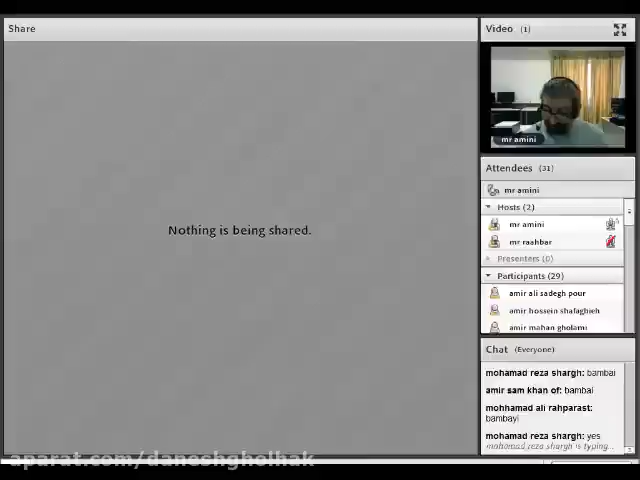 Share
Nothing is being shared.
Video (1)
mr amini
Attendees (31)
mr amini
Hosts (2)
mr amini
mr raahbar
Presenters (0)
Participants (29)
amir ali sadegh pour
amir hossein shafaghieh
amir mahan gholami
Chat (Everyone)
mohamad reza shargh: bambai
amir sam khan of: bambai
mohhamad ali rahparast:
bambayi
mohamad reza shargh: yes
mohamad reza shargh is typing...
aparat.com/daneshgholhak